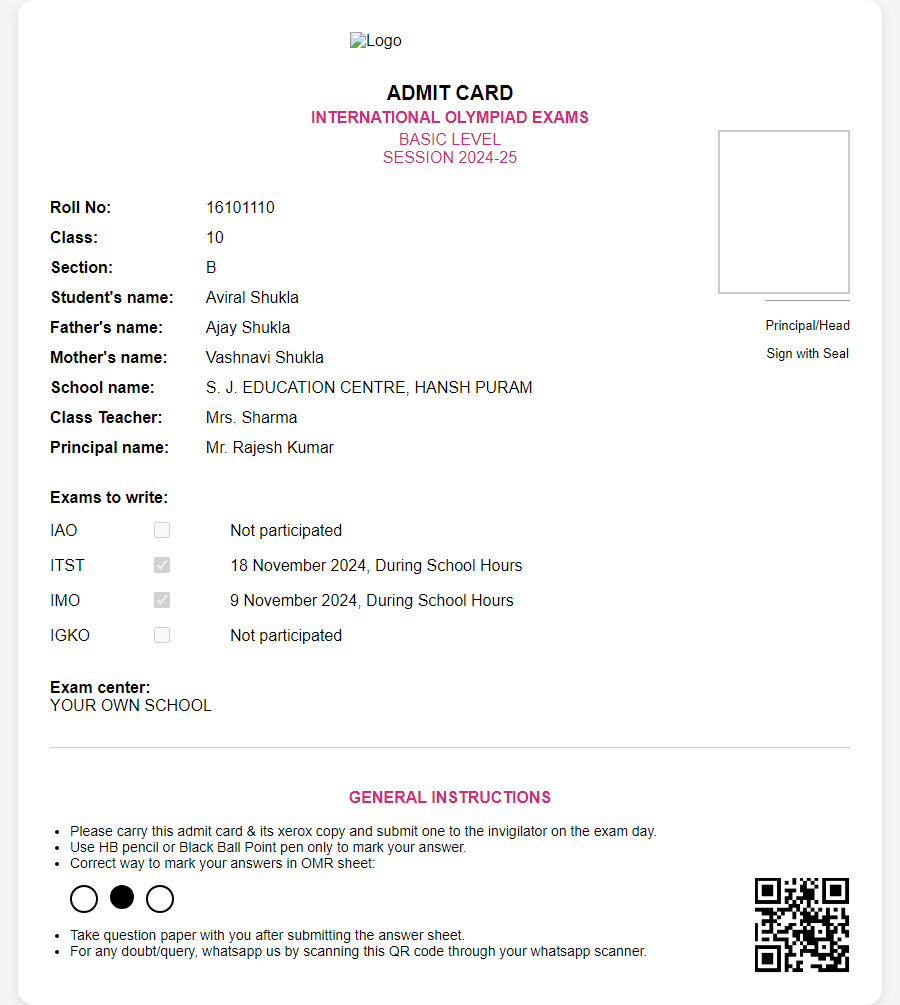 Logo
ADMIT CARD
INTERNATIONAL OLYMPIAD EXAMS
BASIC LEVEL
SESSION 2024-25
Roll No: 16101110
Class: 10
Section: B
Student's name: Aviral Shukla
Father's name: Ajay Shukla
Mother's name: Vashnavi Shukla
School name: S. J. EDUCATION CENTRE, HANSH PURAM
Class Teacher: Mrs. Sharma
Principal name: Mr. Rajesh Kumar
Principal/Head
Sign with Seal
Exams to write:
IAO Not participated
ITST 18 November 2024, During School Hours
IMO 9 November 2024, During School Hours
IGKO Not participated
Exam center:
YOUR OWN SCHOOL
GENERAL INSTRUCTIONS
• Please carry this admit card & its xerox copy and submit one to the invigilator on the exam day.
• Use HB pencil or Black Ball Point pen only to mark your answer.
• Correct way to mark your answers in OMR sheet:
• Take question paper with you after submitting the answer sheet.
• For any doubt/query, whatsapp us by scanning this QR code through your whatsapp scanner.